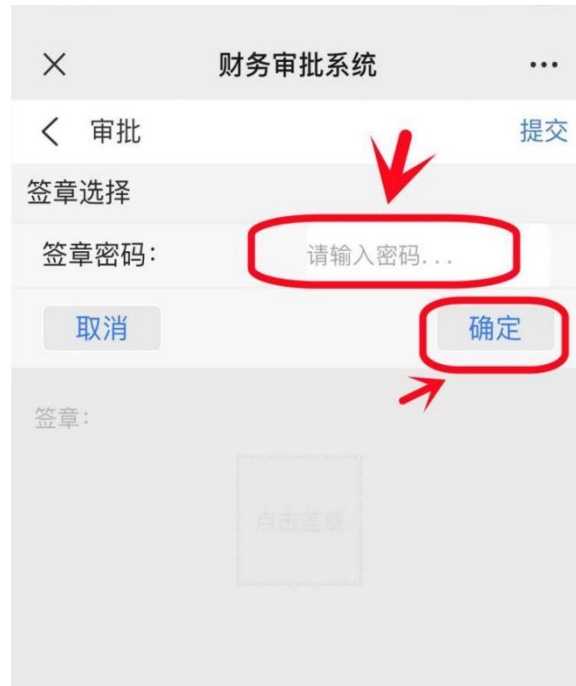 财务审批系统
审批 提交
签章选择
签章密码： 请输入密码...
取消 确定
签章：
点击盖章